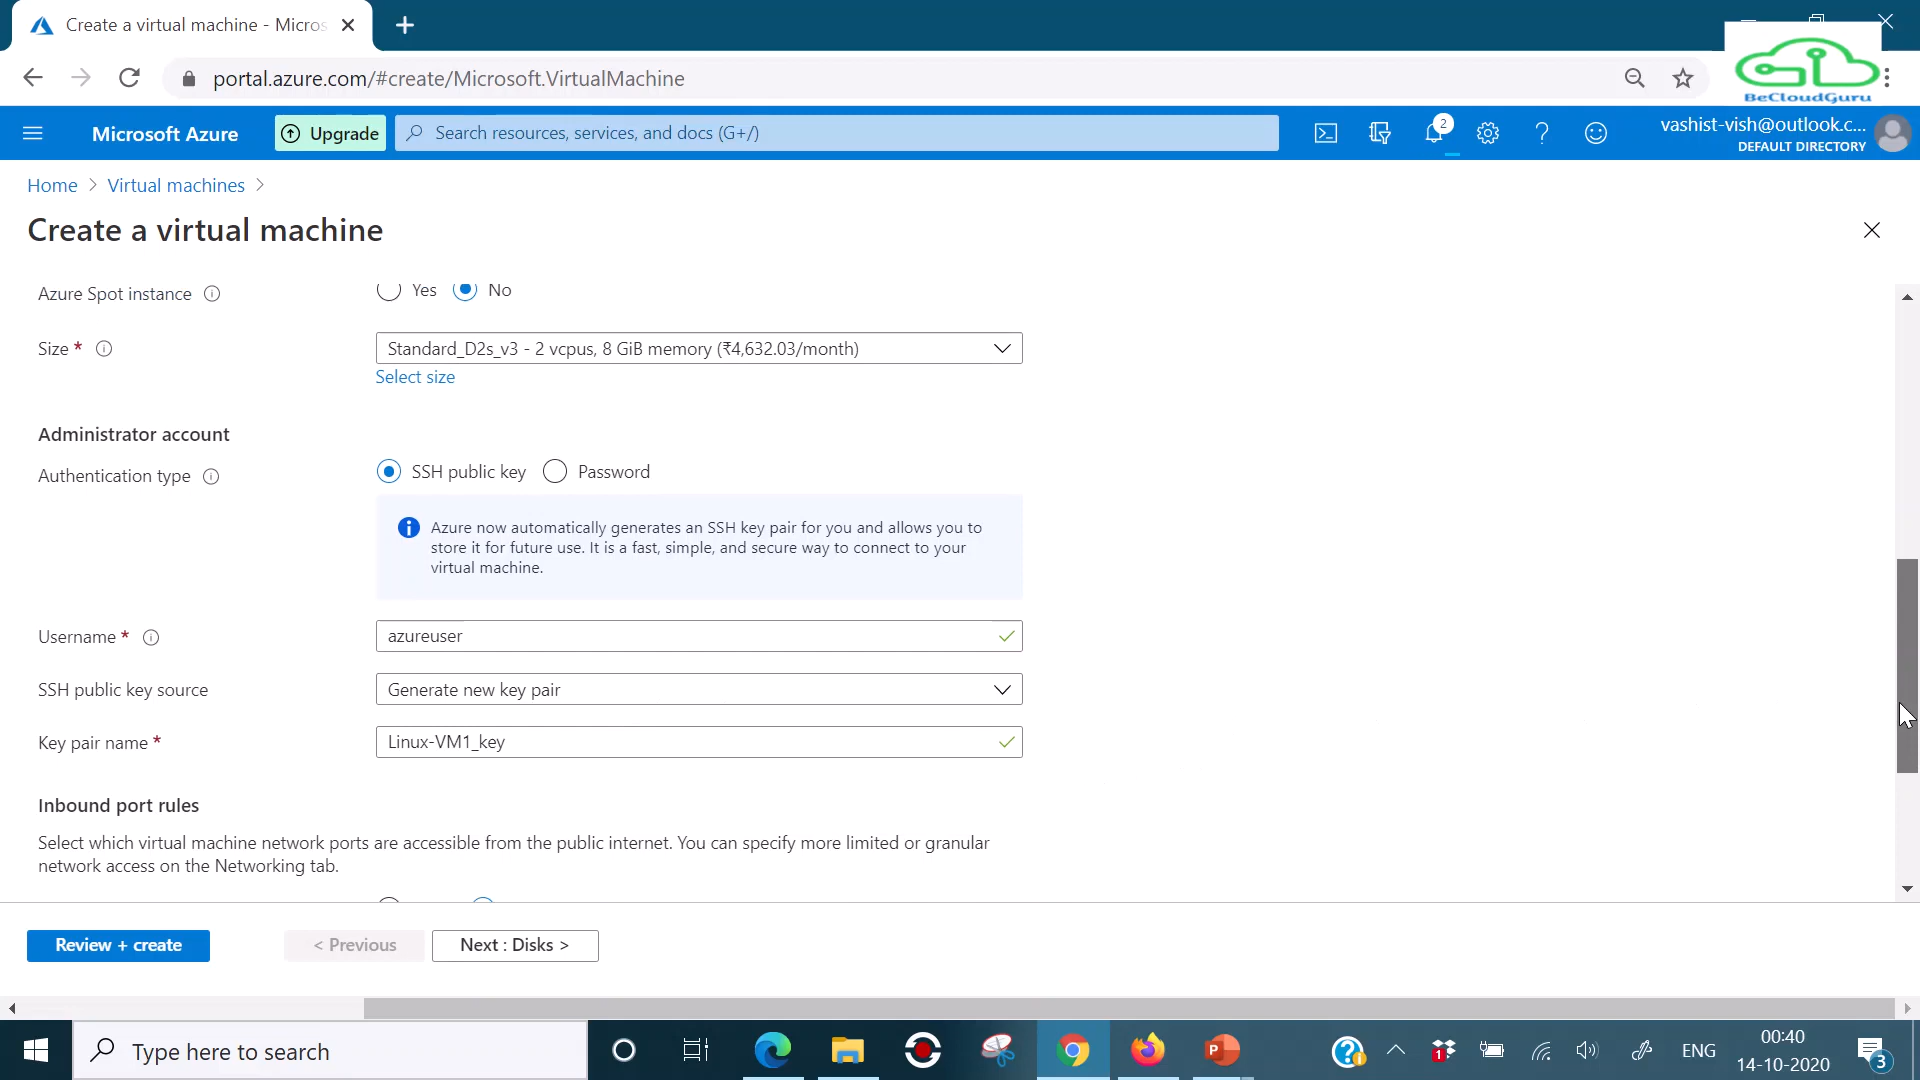 Create a virtual machine - Micros
portal.azure.com/#create/Microsoft.VirtualMachine
BeCloudGuru
Microsoft Azure
Upgrade
Search resources, services, and docs (G+/)
2
vashist-vish@outlook.c...
DEFAULT DIRECTORY
Home > Virtual machines >
Create a virtual machine
Azure Spot instance
Yes
No
Size *
Standard_D2s_v3 - 2 vcpus, 8 GiB memory (₹4,632.03/month)
Select size
Administrator account
Authentication type
SSH public key
Password
Azure now automatically generates an SSH key pair for you and allows you to
store it for future use. It is a fast, simple, and secure way to connect to your
virtual machine.
Username *
azureuser
SSH public key source
Generate new key pair
Key pair name *
Linux-VM1_key
Inbound port rules
Select which virtual machine network ports are accessible from the public internet. You can specify more limited or granular
network access on the Networking tab.
Review + create
< Previous
Next : Disks >
Type here to search
P
1
ENG
00:40
14-10-2020
3